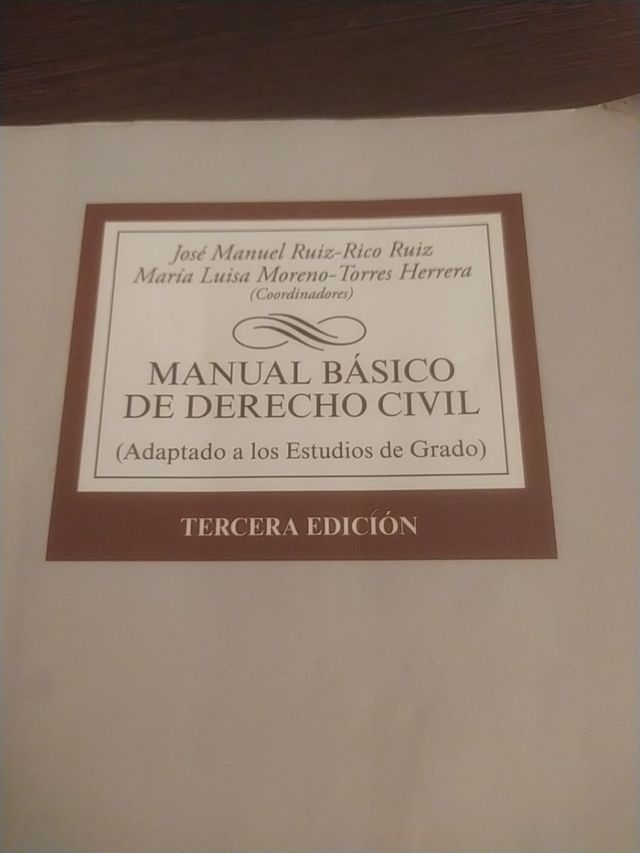 José Manuel Ruiz-Rico Ruiz
María Luisa Moreno-Torres Herrera
(Coordinadores)
MANUAL BÁSICO
DE DERECHO CIVIL
(Adaptado a los Estudios de Grado)
TERCERA EDICÍÓN